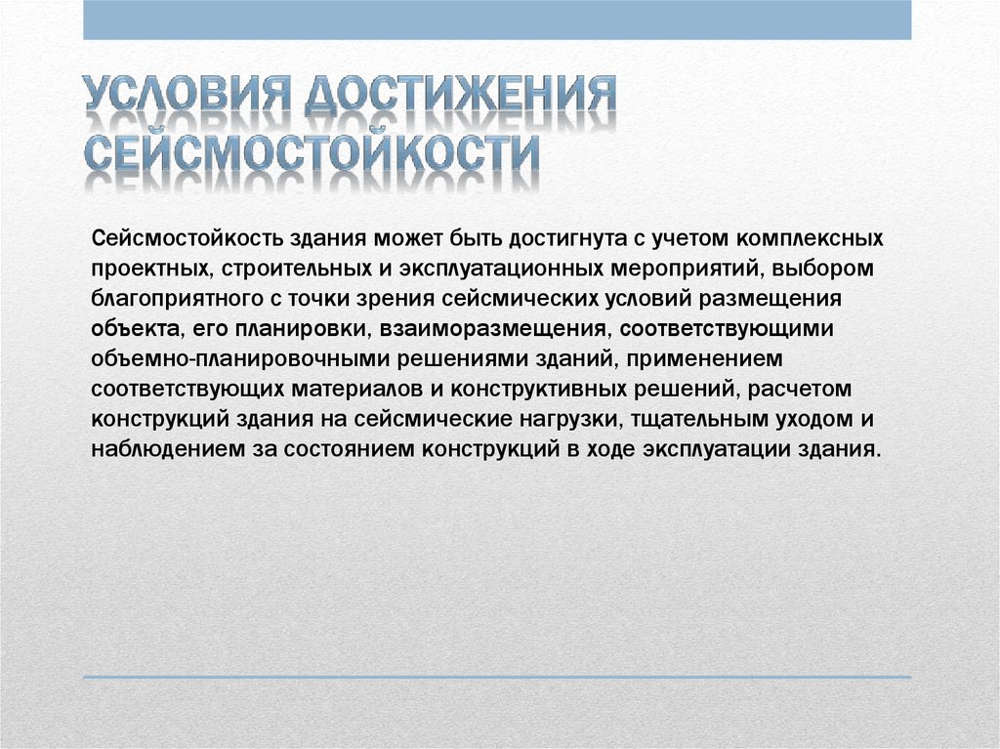 УСЛОВИЯ ДОСТИЖЕНИЯ
СЕЙСМОСТОЙКОСТИ
Сейсмостойкость здания может быть достигнута с учетом комплексных
проектных, строительных и эксплуатационных мероприятий, выбором
благоприятного с точки зрения сейсмических условий размещения
объекта, его планировки, взаиморазмещения, соответствующими
объемно-планировочными решениями зданий, применением
соответствующих материалов и конструктивных решений, расчетом
конструкций здания на сейсмические нагрузки, тщательным уходом и
наблюдением за состоянием конструкций в ходе эксплуатации здания.